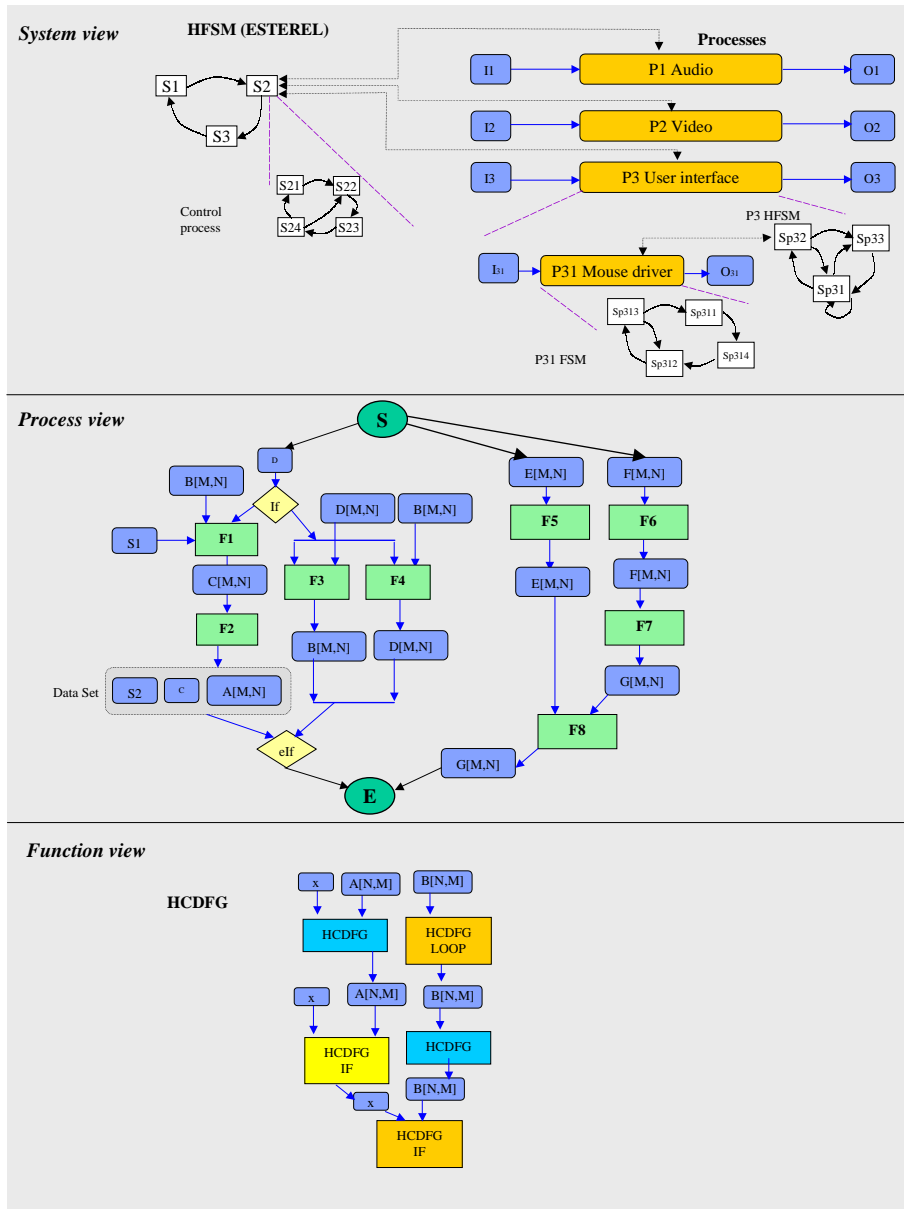 System view
HFSM (ESTEREL)
Processes
S1
S2
S3
I1
P1 Audio
O1
I2
P2 Video
O2
I3
P3 User interface
O3
Control
process
S21
S22
S24
S23
P3 HFSM
Sp32
Sp33
Sp31
I31
P31 Mouse driver
O31
Sp313
Sp311
P31 FSM
Sp312
Sp314
Process view
S
D
B[M,N]
If
D[M,N]
B[M,N]
E[M,N]
F[M,N]
S1
F1
F5
F6
C[M,N]
F3
F4
E[M,N]
F[M,N]
F2
F7
B[M,N]
D[M,N]
Data Set
S2
C
A[M,N]
G[M,N]
F8
eIf
G[M,N]
E
Function view
HCDFG
x
A[N,M]
B[N,M]
HCDFG
HCDFG
LOOP
x
A[N,M]
B[N,M]
HCDFG
IF
HCDFG
x
B[N,M]
HCDFG
IF